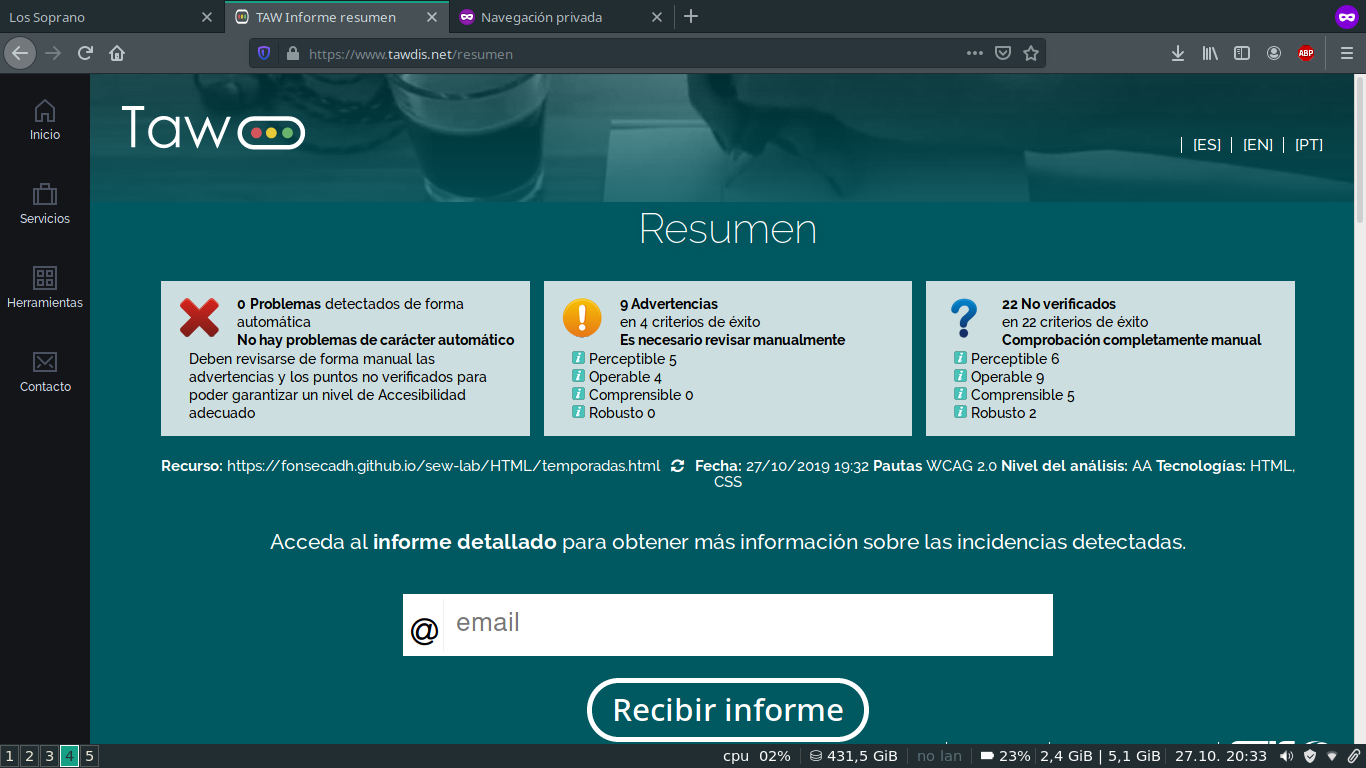 Los Soprano
TAW Informe resumen
Navegación privada
https://www.tawdis.net/resumen
ABP
Inicio
Servicios
Herramientas
Contacto
Taw
[ES] [EN] [PT]
Resumen
0 Problemas detectados de forma
automática
No hay problemas de carácter automático
Deben revisarse de forma manual las
advertencias y los puntos no verificados para
poder garantizar un nivel de Accesibilidad
adecuado
9 Advertencias
en 4 criterios de éxito
Es necesario revisar manualmente
Perceptible 5
Operable 4
Comprensible 0
Robusto 0
22 No verificados
en 22 criterios de éxito
Comprobación completamente manual
Perceptible 6
Operable 9
Comprensible 5
Robusto 2
Recurso: https://fonsecadh.github.io/sew-lab/HTML/temporadas.html Fecha: 27/10/2019 19:32 Pautas WCAG 2.0 Nivel del análisis: AA Tecnologías: HTML,
CSS
Acceda al informe detallado para obtener más información sobre las incidencias detectadas.
@ email
Recibir informe
1 2 3 4 5
cpu 02% 431,5 GiB no lan 23% 2,4 GiB | 5,1 GiB 27.10. 20:33